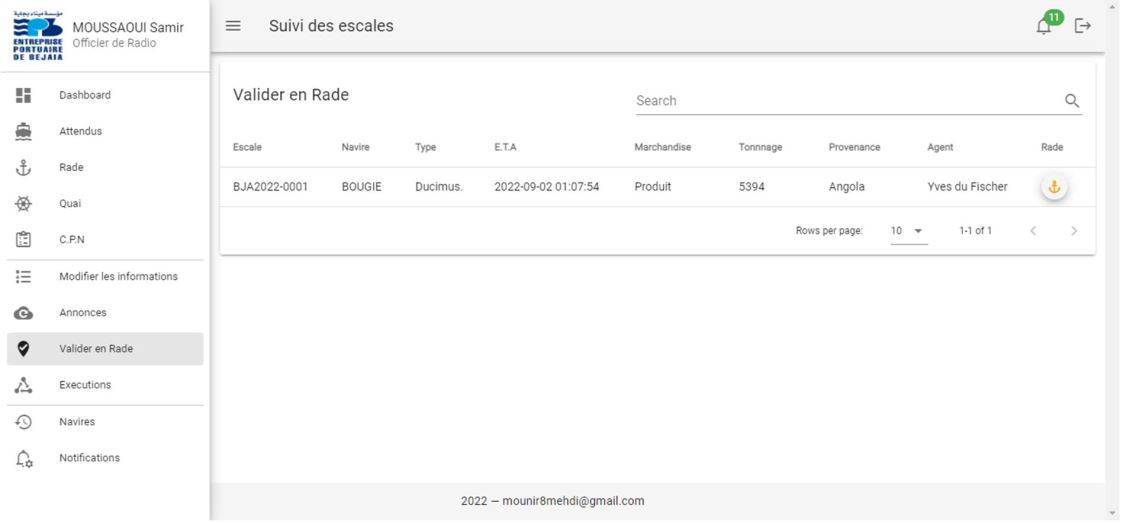 مؤسسة ميناء بجاية
ENTREPRISE
PORTUAIRE
DE BEJAIA
MOUSSAOUI Samir
Officier de Radio
Dashboard
Attendus
Rade
Quai
C.P.N
Modifier les informations
Annonces
Valider en Rade
Executions
Navires
Notifications
Suivi des escales
11
Valider en Rade
Search
Escale Navire Type E.T.A Marchandise Tonnnage Provenance Agent Rade
BJA2022-0001 BOUGIE Ducimus. 2022-09-02 01:07:54 Produit 5394 Angola Yves du Fischer
Rows per page: 10 1-1 of 1
2022 — mounir8mehdi@gmail.com